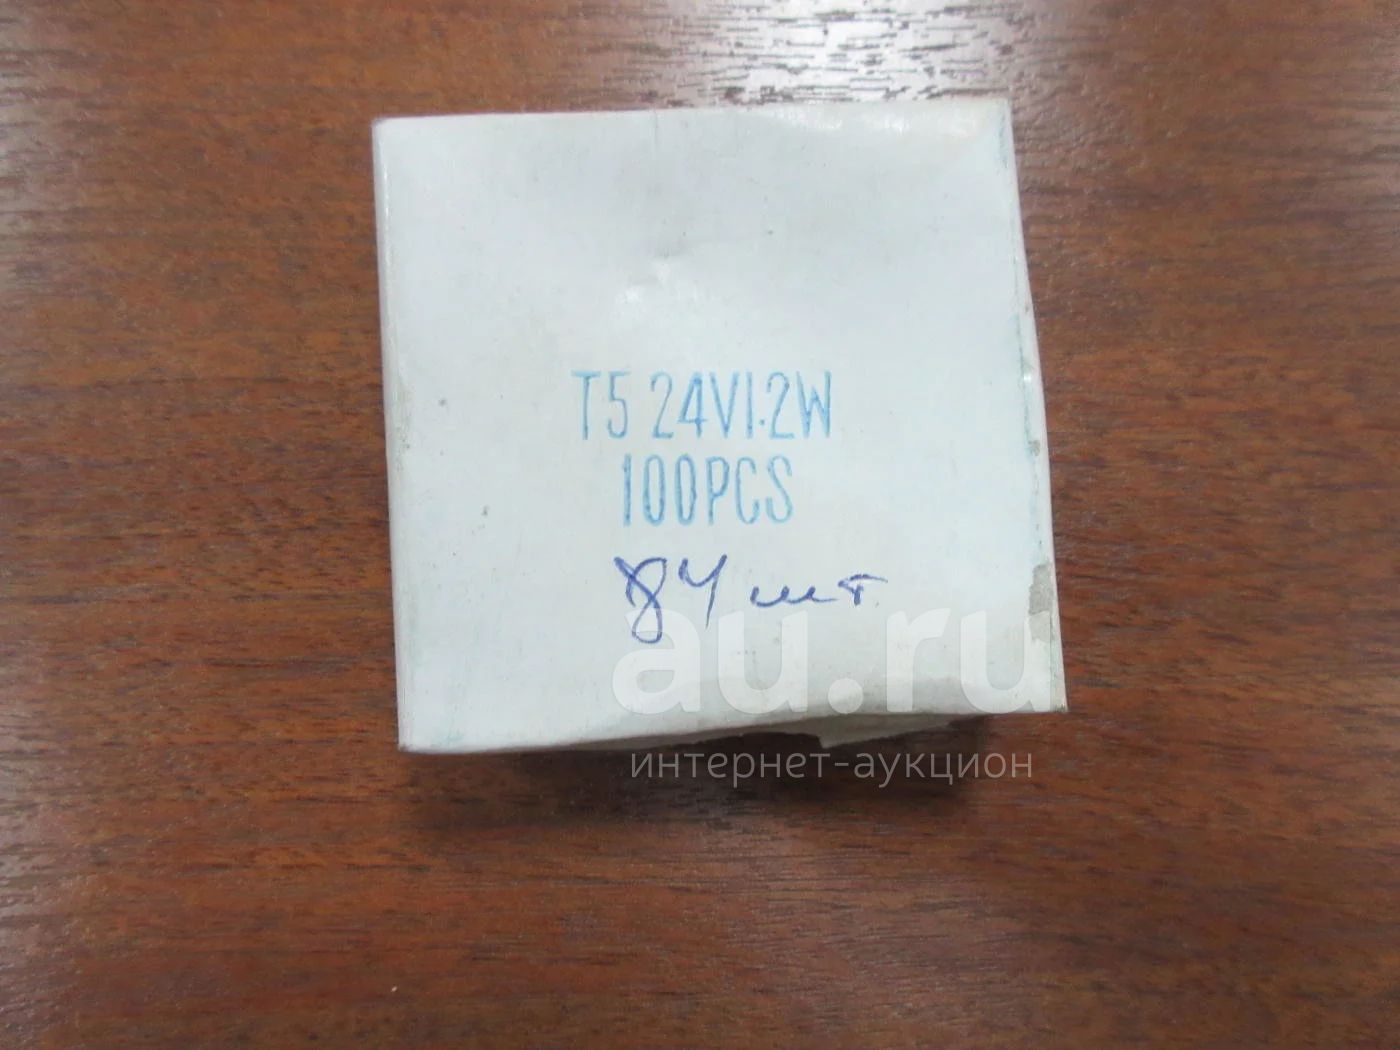 T5 24V1.2W
100PCS
84 шт
au.ru
интернет-аукцион